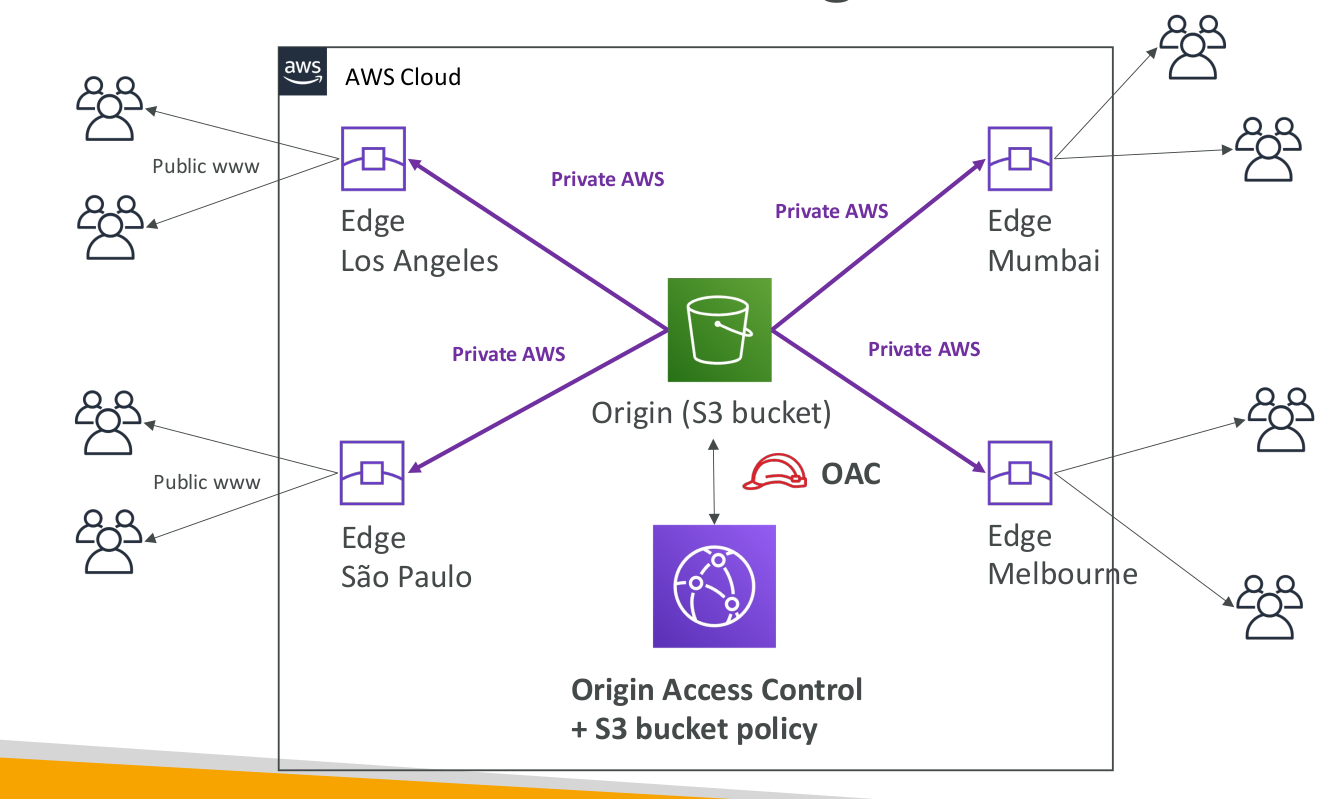 aws
AWS Cloud
Public www
Private AWS
Private AWS
Edge
Los Angeles
Edge
Mumbai
Private AWS
Private AWS
Origin (S3 bucket)
OAC
Public www
Edge
São Paulo
Edge
Melbourne
Origin Access Control
+ S3 bucket policy